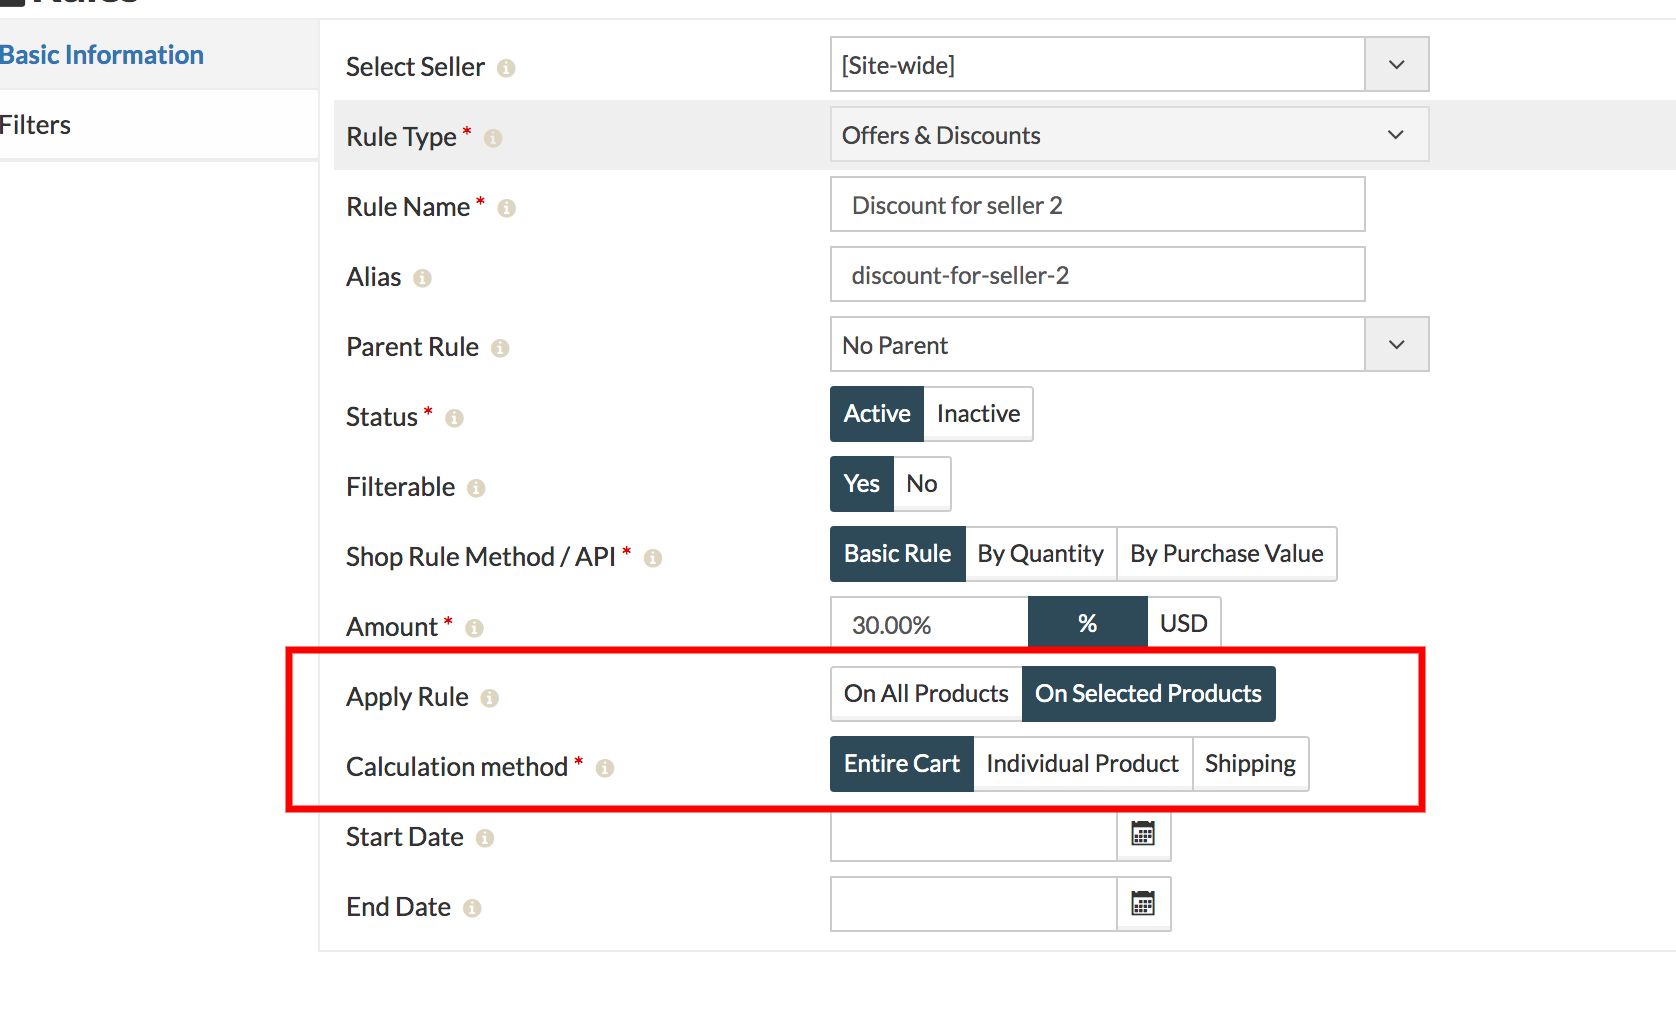 Basic Information
Filters
Select Seller [Site-wide]
Rule Type * Offers & Discounts
Rule Name * Discount for seller 2
Alias discount-for-seller-2
Parent Rule No Parent
Status * Active Inactive
Filterable Yes No
Shop Rule Method / API * Basic Rule By Quantity By Purchase Value
Amount * 30.00% % USD
Apply Rule On All Products On Selected Products
Calculation method * Entire Cart Individual Product Shipping
Start Date
End Date